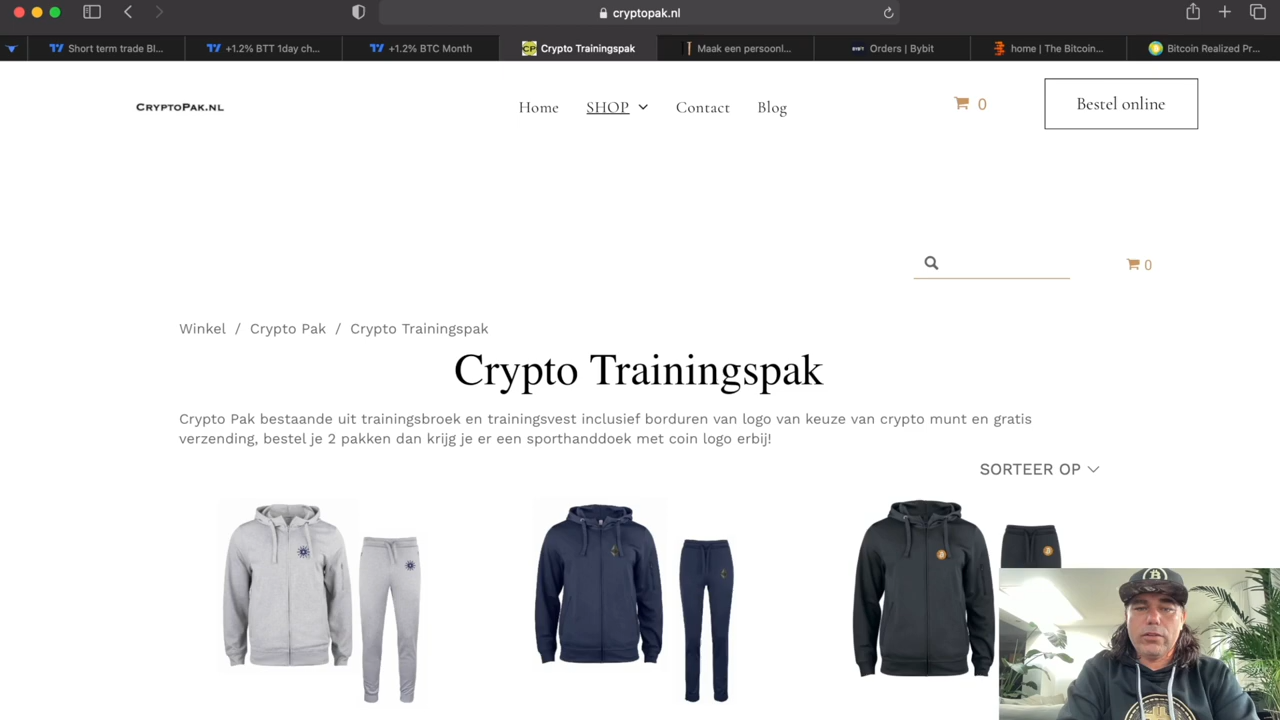 cryptopak.nl
Short term trade Bl...
+1.2% BTT 1day ch...
+1.2% BTC Month
CP
Crypto Trainingspak
Maak een persoonl...
BYBIT
Orders | Bybit
home | The Bitcoin...
Bitcoin Realized Pr...
CRYPTOPAK.NL
Home
SHOP
Contact
Blog
0
Bestel online
0
Winkel / Crypto Pak / Crypto Trainingspak
Crypto Trainingspak
Crypto Pak bestaande uit trainingsbroek en trainingsvest inclusief borduren van logo van keuze van crypto munt en gratis
verzending, bestel je 2 pakken dan krijg je er een sporthanddoek met coin logo erbij!
SORTEER OP